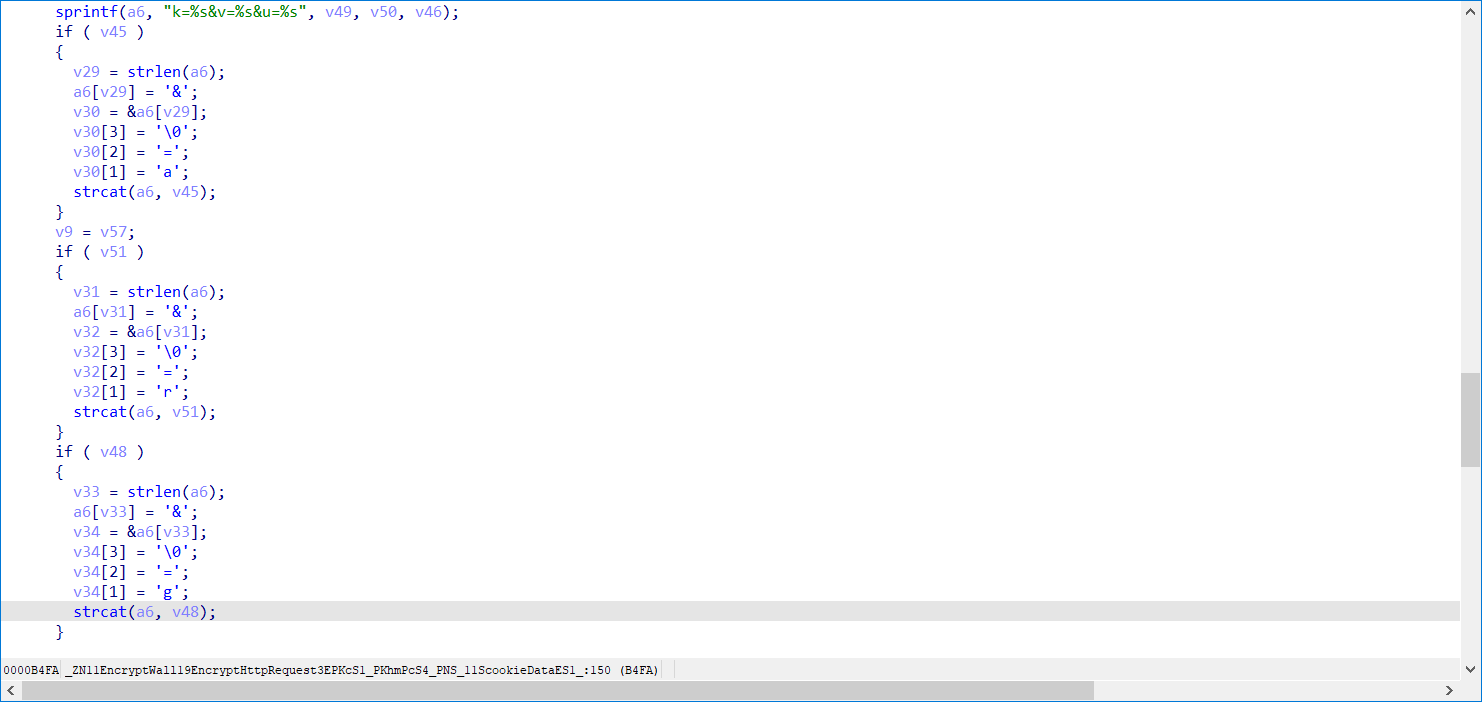 sprintf(a6, "k=%s&v=%s&u=%s", v49, v50, v46);
if ( v45 )
{
v29 = strlen(a6);
a6[v29] = '&';
v30 = &a6[v29];
v30[3] = '\0';
v30[2] = '=';
v30[1] = 'a';
strcat(a6, v45);
}
v9 = v57;
if ( v51 )
{
v31 = strlen(a6);
a6[v31] = '&';
v32 = &a6[v31];
v32[3] = '\0';
v32[2] = '=';
v32[1] = 'r';
strcat(a6, v51);
}
if ( v48 )
{
v33 = strlen(a6);
a6[v33] = '&';
v34 = &a6[v33];
v34[3] = '\0';
v34[2] = '=';
v34[1] = 'g';
strcat(a6, v48);
}
0000B4FA _ZN11EncryptWall19EncryptHttpRequest3EPKcS1_PKhmPcS4_PNS_11ScookieDataES1_:150 (B4FA)